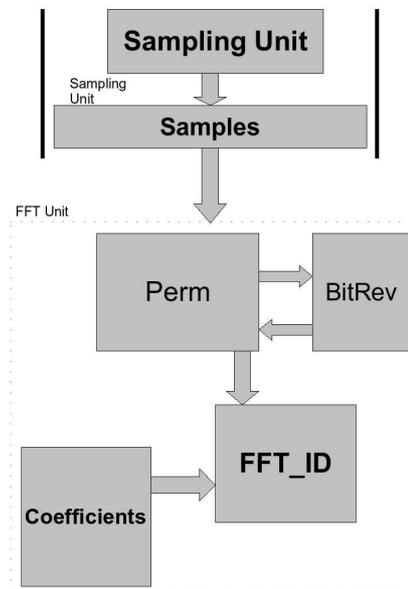 Sampling Unit
Sampling
Unit
Samples
FFT Unit
Perm
BitRev
FFT_ID
Coefficients